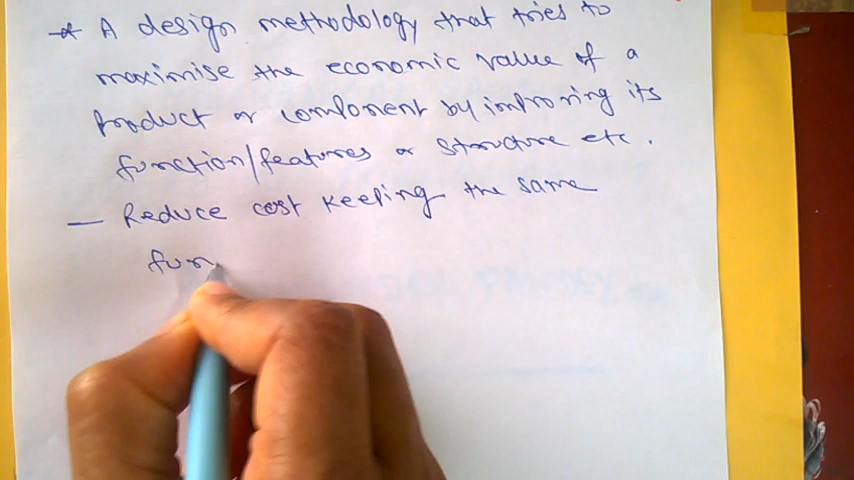 * A design methodology that tries to
maximise the economic value of a
product or component by improving its
function/features or structure etc.
- Reduce cost keeping the same
fun